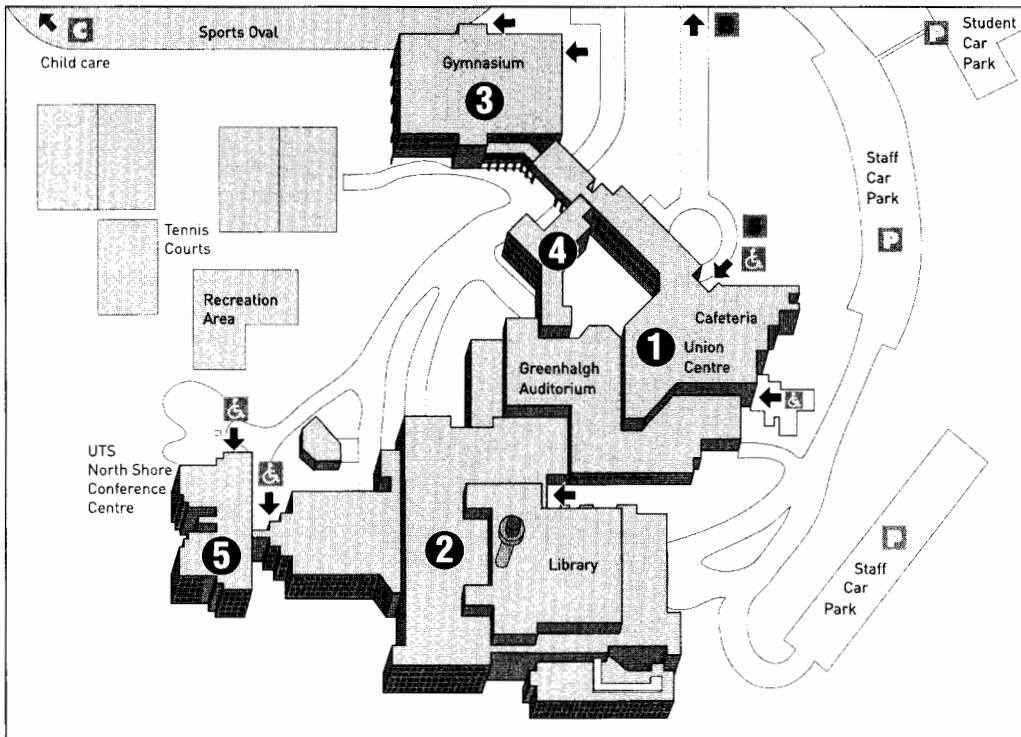 Sports Oval
Child care
Gymnasium
3
P
Student
Car
Park
Staff
Car
Park
P
Tennis
Courts
4
Recreation
Area
Cafeteria
1
Union
Centre
Greenhalgh
Auditorium
UTS
North Shore
Conference
Centre
5
2
Library
P
Staff
Car
Park